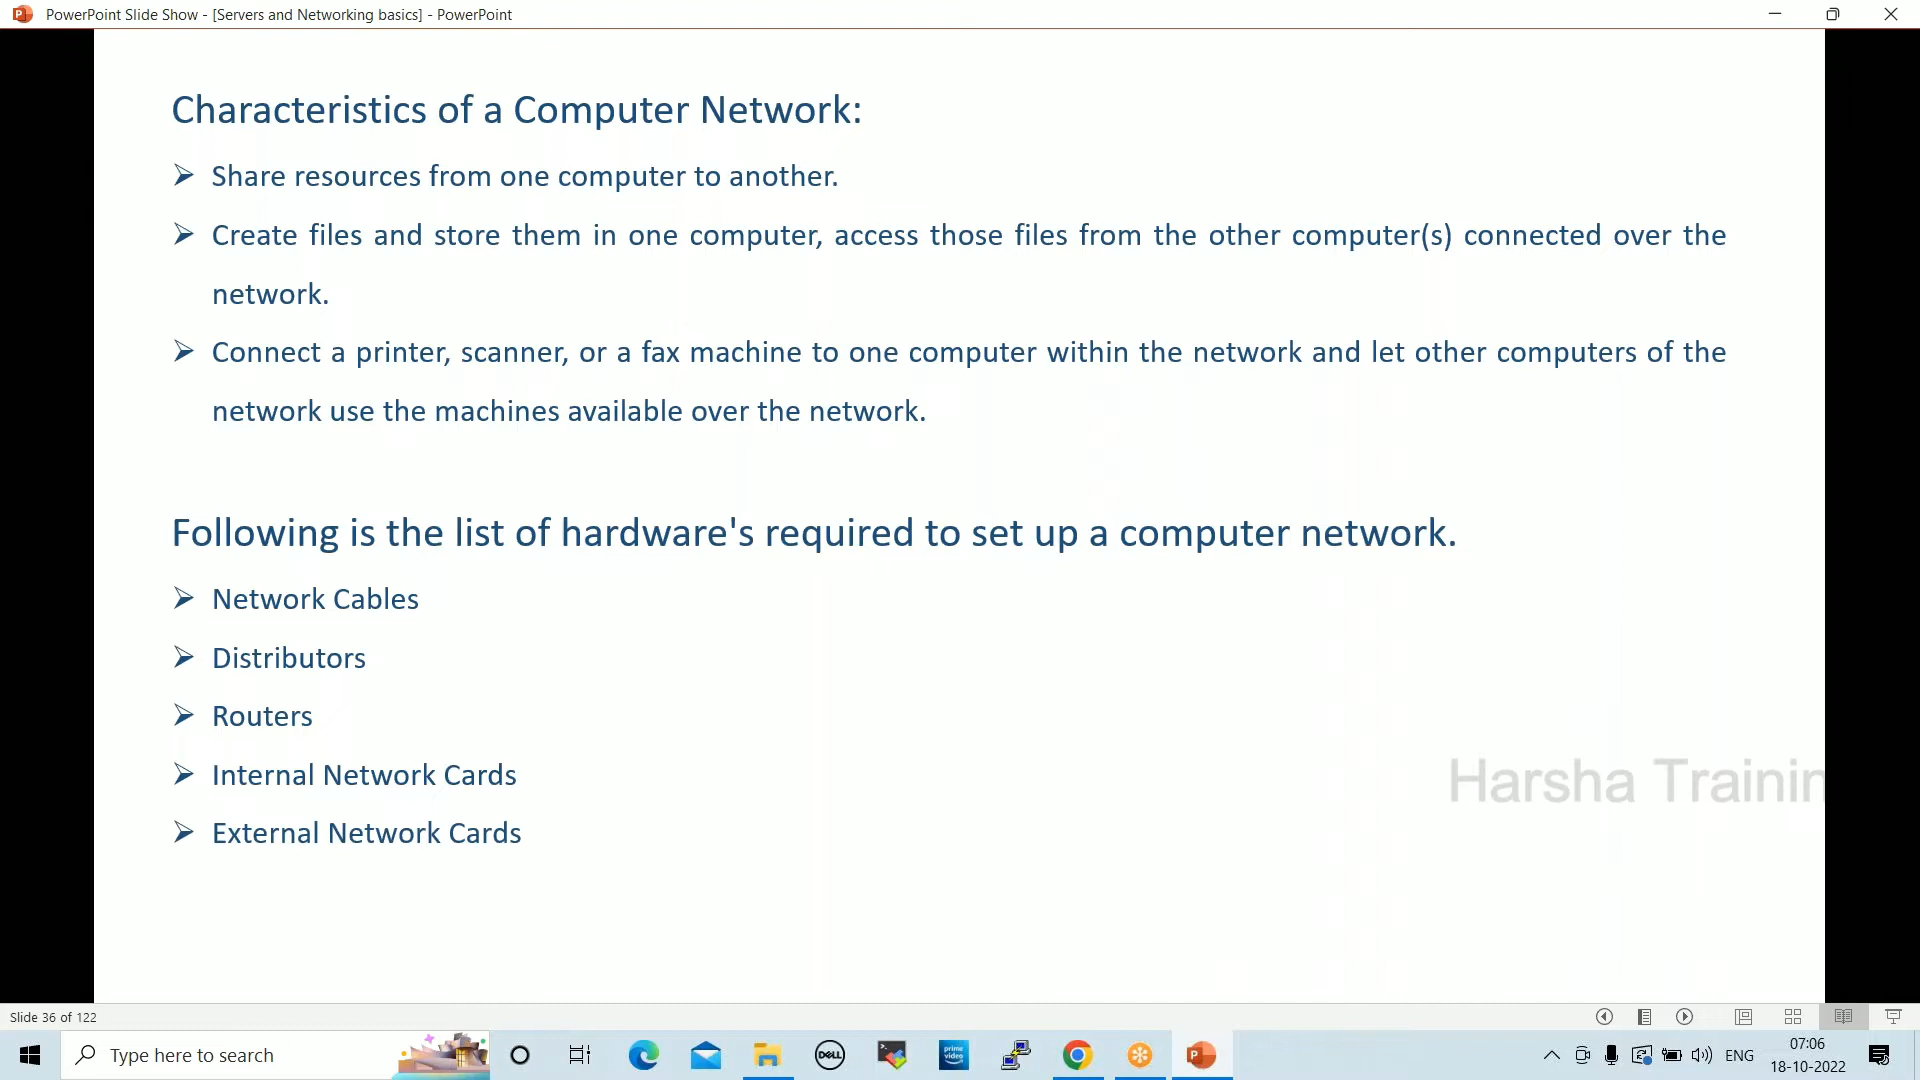 PowerPoint Slide Show - [Servers and Networking basics] - PowerPoint
Characteristics of a Computer Network:
Share resources from one computer to another.
Create files and store them in one computer, access those files from the other computer(s) connected over the
network.
Connect a printer, scanner, or a fax machine to one computer within the network and let other computers of the
network use the machines available over the network.
Following is the list of hardware's required to set up a computer network.
Network Cables
Distributors
Routers
Internal Network Cards
Harsha Trainin
External Network Cards
Slide 36 of 122
Type here to search
DELL
prime
video
ENG
07:06
18-10-2022